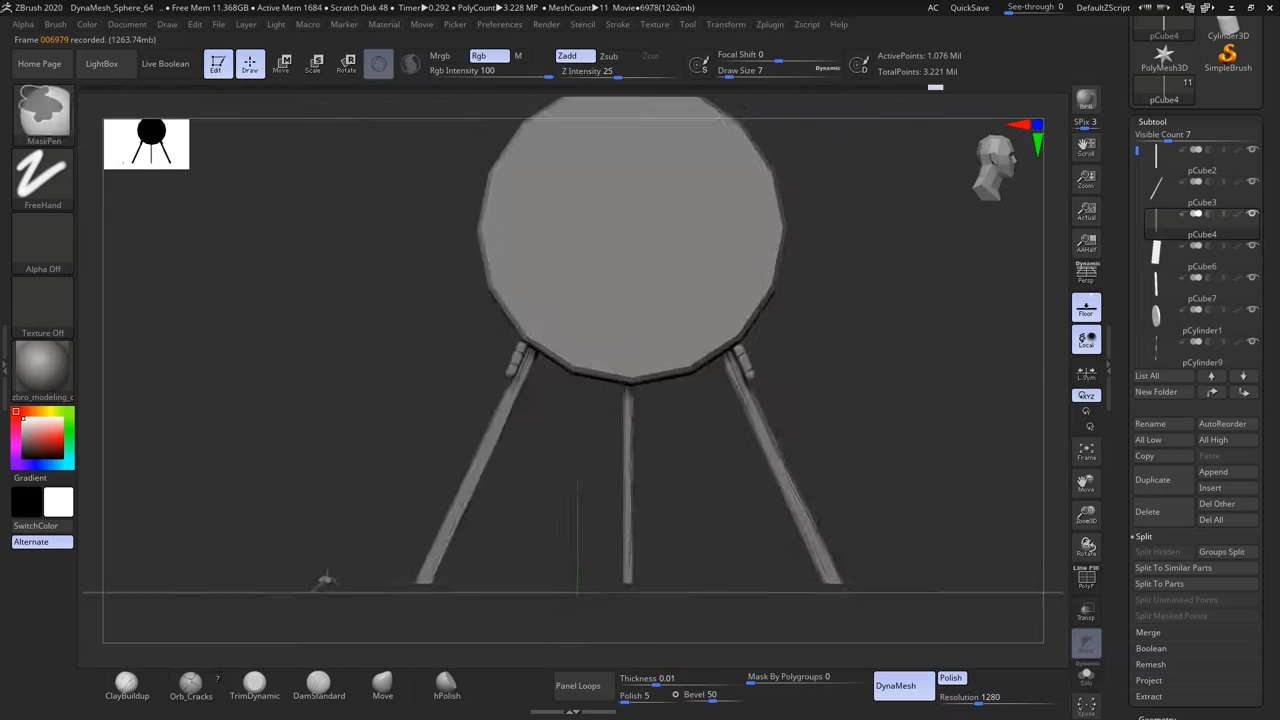 ZBrush 2020 DynaMesh_Sphere_64 .. • Free Mem 11.368GB • Active Mem 1684 • Scratch Disk 48 • Timer▶0.292 • PolyCount▶3.228 MP • MeshCount▶11 Movie•6978(1262mb)
AC QuickSave See-through 0 DefaultZScript
Alpha Brush Color Document Draw Edit File Layer Light Macro Marker Material Movie Picker Preferences Render Stencil Stroke Texture Tool Transform Zplugin Zscript Help
Frame 006979 recorded. (1263.74mb)
Home Page LightBox Live Boolean
Edit Draw Move Scale Rotate
Mrgb Rgb M
Rgb Intensity 100
Zadd Zsub Zcut
Z Intensity 25
Focal Shift 0
Draw Size 7 Dynamic
S
D
ActivePoints: 1.076 Mil
TotalPoints: 3.221 Mil
MaskPen
FreeHand
Alpha Off
Texture Off
zbro_modeling_c
Gradient
SwitchColor
Alternate
BPR
SPix 3
Scroll
Zoom
Actual
AAHalf
Dynamic
Persp
Floor
Local
L.Sym
XYZ
Frame
Move
Zoom3D
Rotate
Line Fill
PolyF
Transp
Ghost
Dynamic
Solo
Xpose
pCube4 Cylinder3D
PolyMesh3D SimpleBrush
11
pCube4
Subtool
Visible Count 7
pCube2
pCube3
pCube4
pCube6
pCube7
pCylinder1
pCylinder9
List All
New Folder
Rename AutoReorder
All Low All High
Copy Paste
Duplicate Append
Insert
Delete Del Other
Del All
Split
Split Hidden Groups Split
Split To Similar Parts
Split To Parts
Split Unmasked Points
Split Masked Points
Merge
Boolean
Remesh
Project
Extract
Geometry
ClayBuildup Orb_Cracks ? TrimDynamic DamStandard Move hPolish
Panel Loops
Thickness 0.01
Polish 5 Bevel 50
Mask By Polygroups 0
DynaMesh
Polish
Resolution 1280